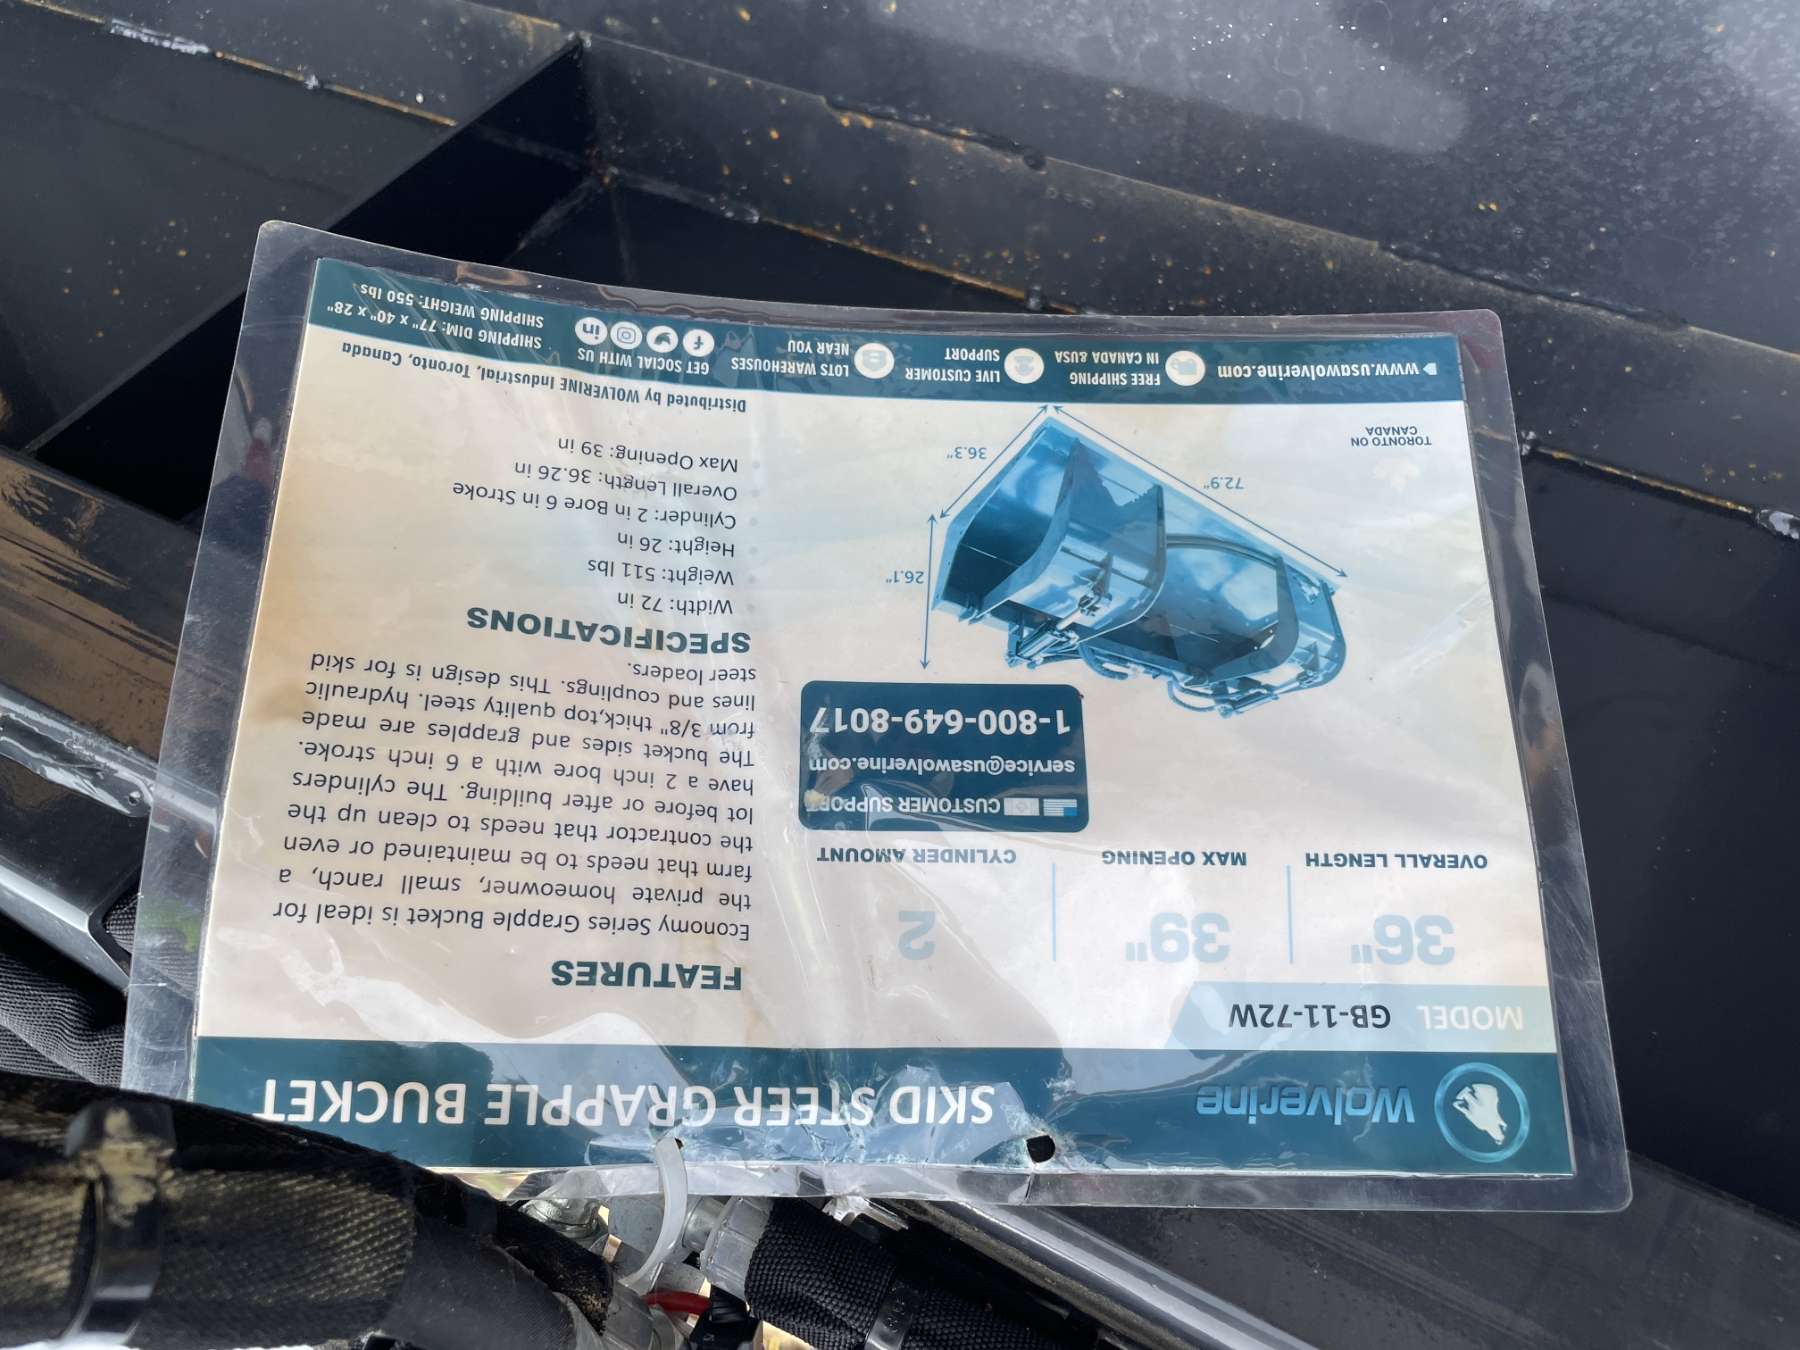 Wolverine
SKID STEER GRAPPLE BUCKET
MODEL GB-11-72W
36"
39"
2
OVERALL LENGTH
MAX OPENING
CYLINDER AMOUNT
CUSTOMER SUPPORT
service@usawolverine.com
1-800-649-8017
26.1"
36.3"
72.9"
TORONTO ON
CANADA
FEATURES
Economy Series Grapple Bucket is ideal for
the private homeowner, small ranch, a
farm that needs to be maintained or even
the contractor that needs to clean up the
lot before or after building. The cylinders
have a 2 inch bore with a 6 inch stroke.
The bucket sides and grapples are made
from 3/8" thick,top quality steel. hydraulic
lines and couplings. This design is for skid
steer loaders.
SPECIFICATIONS
Width: 72 in
Weight: 511 lbs
Height: 26 in
Cylinder: 2 in Bore 6 in Stroke
Overall Length: 36.26 in
Max Opening: 39 in
Distributed by WOLVERINE Industrial, Toronto, Canada
www.usawolverine.com
FREE SHIPPING
IN CANADA &USA
LIVE CUSTOMER
SUPPORT
LOTS WAREHOUSES
NEAR YOU
GET SOCIAL WITH US
SHIPPING DIM: 77" x 40" x 28"
SHIPPING WEIGHT: 550 lbs